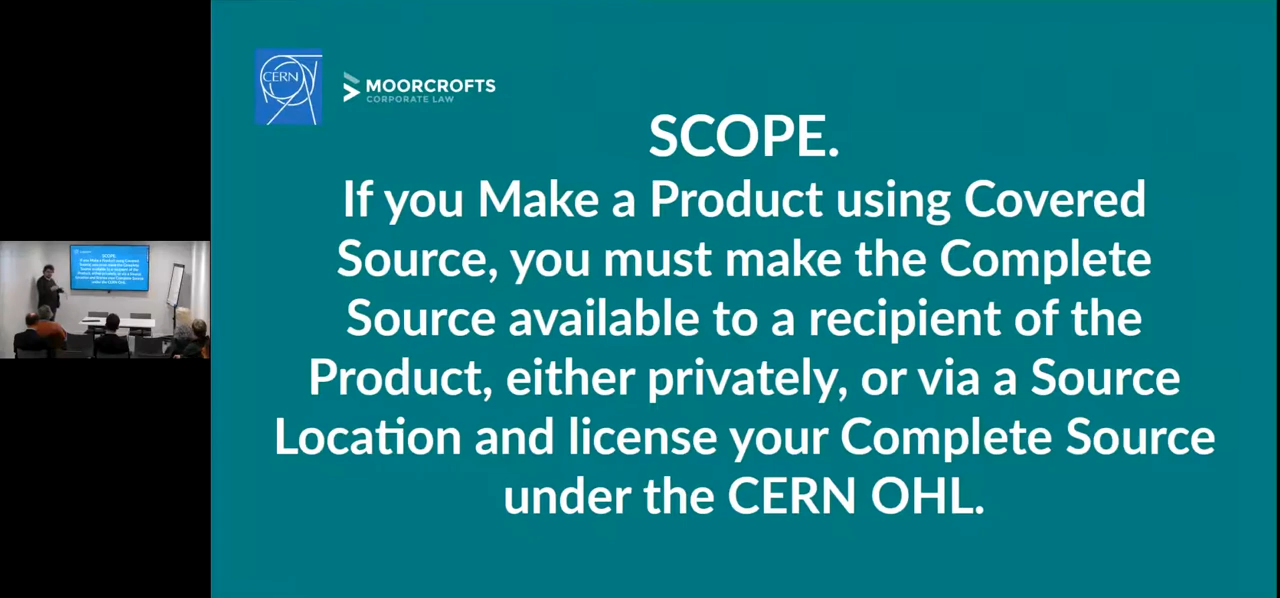 CERN
MOORCROFTS
CORPORATE LAW
SCOPE.
If you Make a Product using Covered
Source, you must make the Complete
Source available to a recipient of the
Product, either privately, or via a Source
Location and license your Complete Source
under the CERN OHL.